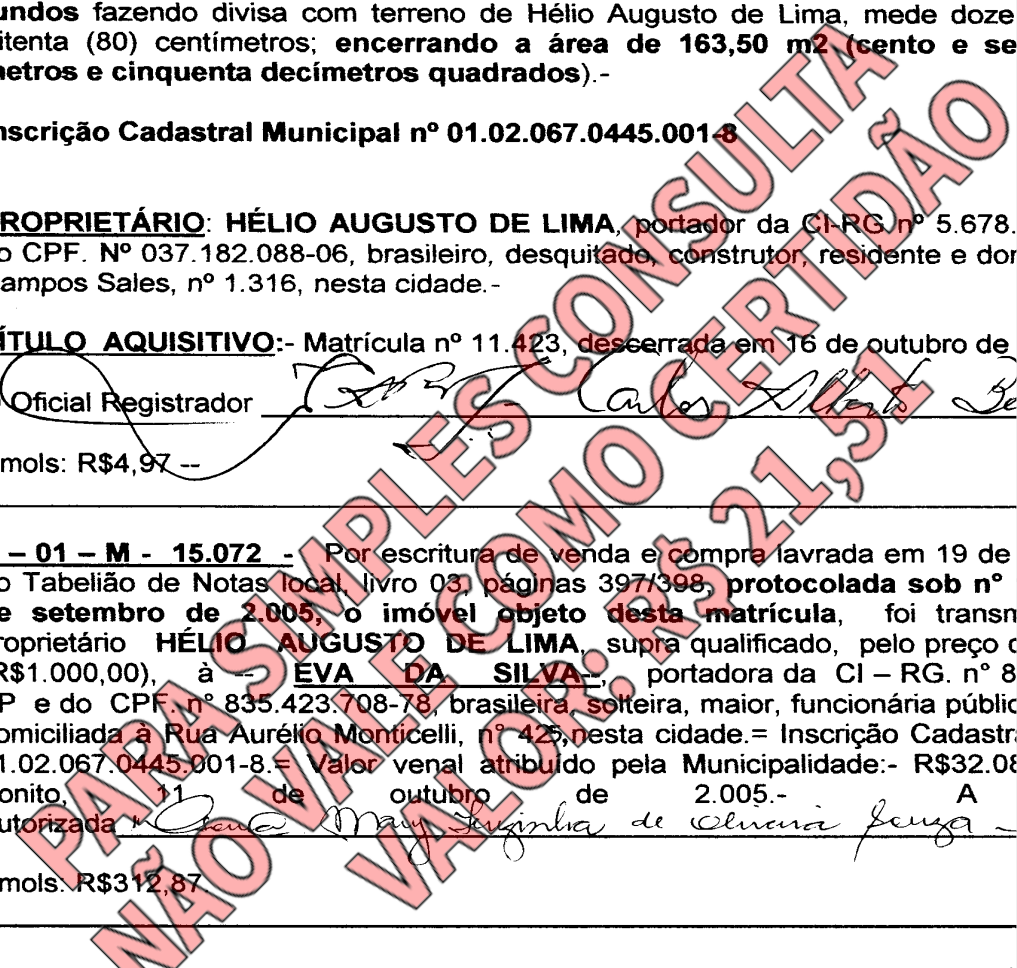 undos fazendo divisa com terreno de Hélio Augusto de Lima, mede doze
itenta (80) centímetros; encerrando a área de 163,50 m2 (cento e se
etros e cinquenta decímetros quadrados).-
nscrição Cadastral Municipal nº 01.02.067.0445.001-8
ROPRIETÁRIO: HÉLIO AUGUSTO DE LIMA, portador da CI-RG nº 5.678.
o CPF. Nº 037.182.088-06, brasileiro, desquitado, construtor, residente e dor
ampos Sales, nº 1.316, nesta cidade.-
ÍTULO AQUISITIVO:- Matrícula nº 11.423, descerrada em 16 de outubro de
Oficial Registrador Carlos Alberto Be
mols: R$4,97 --
– 01 – M - 15.072 - Por escritura de venda e compra lavrada em 19 de
o Tabelião de Notas local, livro 03, páginas 397/398, protocolada sob nº
e setembro de 2.005, o imóvel objeto desta matrícula, foi transm
roprietário HÉLIO AUGUSTO DE LIMA, supra qualificado, pelo preço d
R$1.000,00), à -- EVA DA SILVA--, portadora da CI – RG. n° 8
P e do CPF. n° 835.423.708-78, brasileira, solteira, maior, funcionária públic
omiciliada à Rua Aurélio Monticelli, n° 425,nesta cidade.= Inscrição Cadastra
1.02.067.0445.001-8.= Valor venal atribuído pela Municipalidade:- R$32.08
onito, 11 de outubro de 2.005.- A
utorizada Mary Terezinha de Oliveira Souza -
mols: R$312,87.
PARA SIMPLES CONSULTA
NÃO VALE COMO CERTIDÃO
VALOR: R$ 21,51